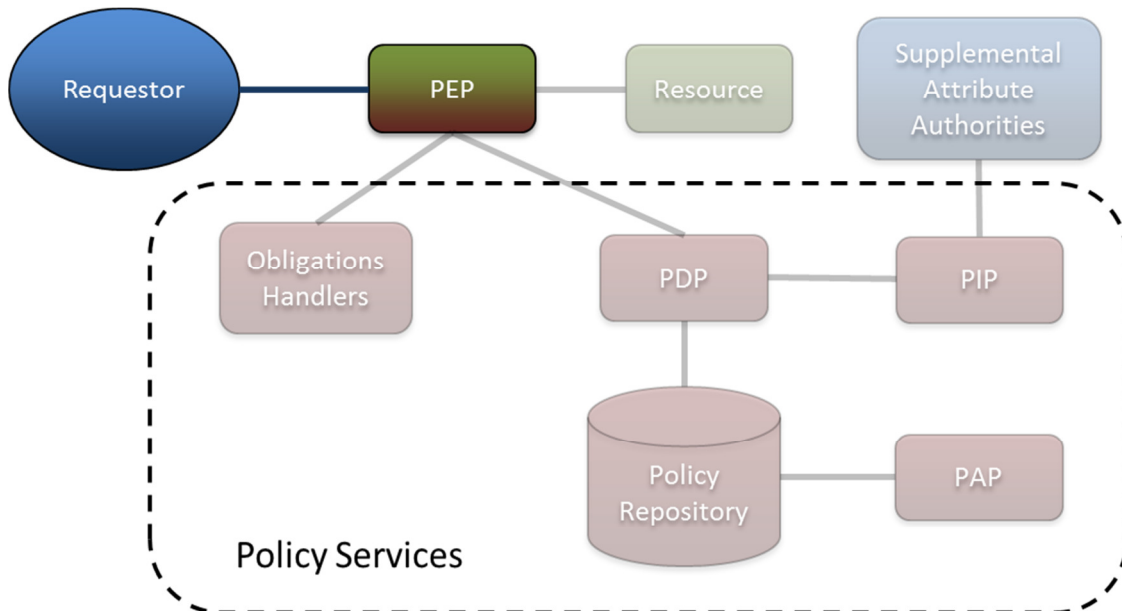 Requestor
PEP
Resource
Supplemental
Attribute
Authorities
Obligations
Handlers
PDP
PIP
Policy
Repository
PAP
Policy Services